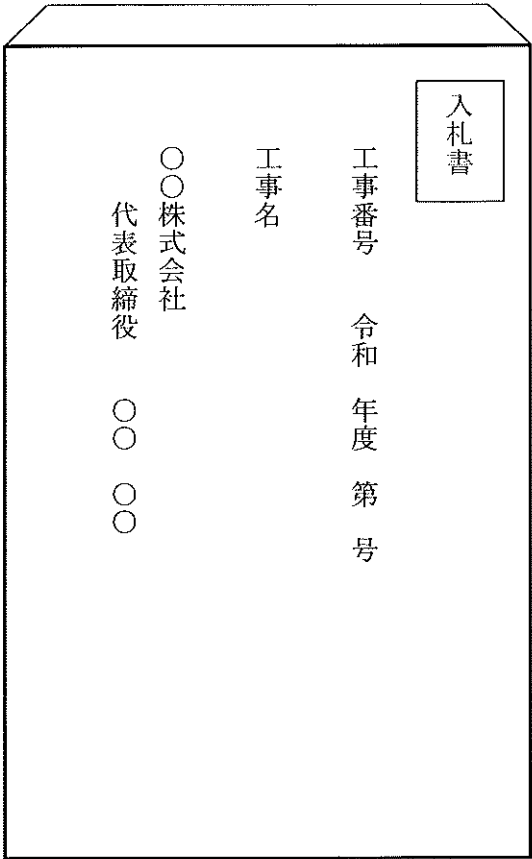 入札書
工事番号　　令和　年度　第　号
工事名
○○株式会社
代表取締役　　○○　○○